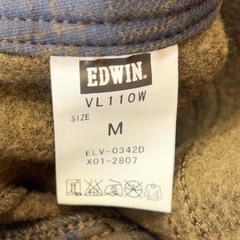 EDWIN.
VL110W
SIZE
M
ELV-0342D
X01-2807